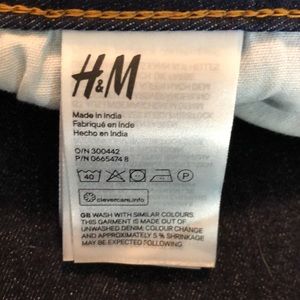 H&M
Made in India
Fabriqué en Inde
Hecho en India
O/N 300442
P/N 0665474 8
40 P
clevercare.info
GB WASH WITH SIMILAR COLOURS
THIS GARMENT IS MADE OUT OF
UNWASHED DENIM. COLOUR CHANGE
AND APPROXIMATELY 5 % SHRINKAGE
MAY BE EXPECTED FOLLOWING